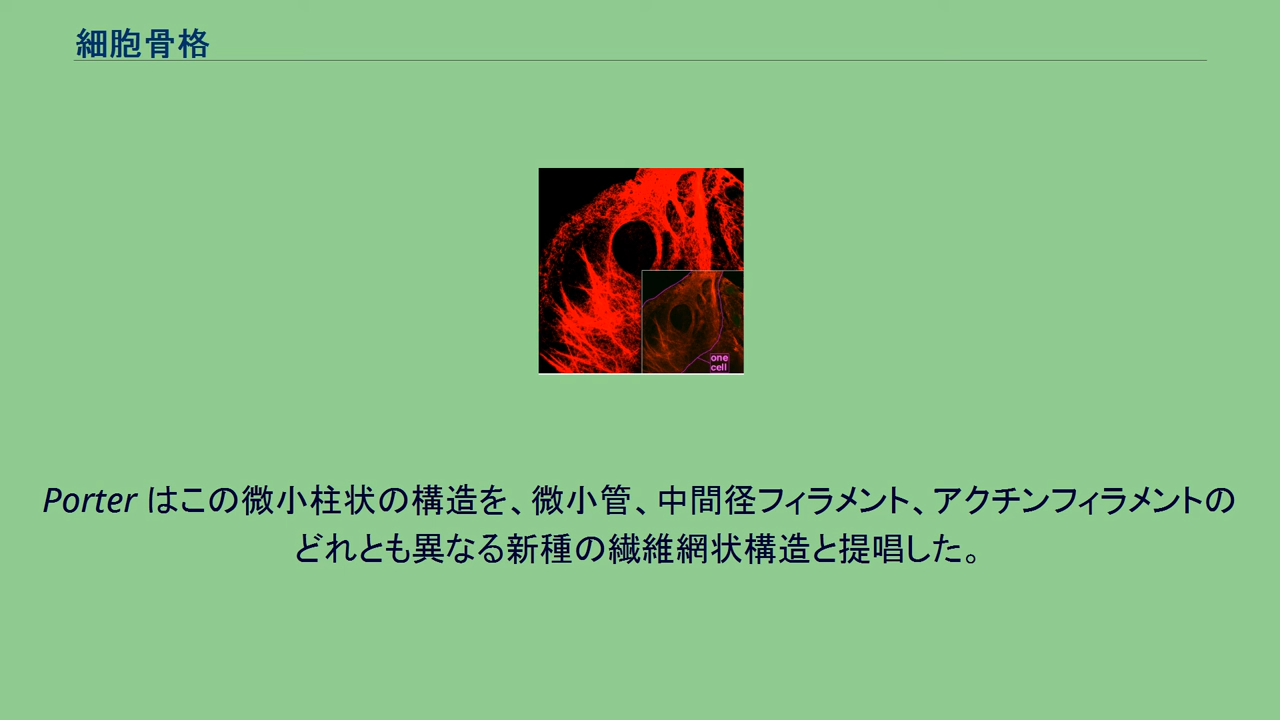 細胞骨格
one
cell
Porter はこの微小柱状の構造を、微小管、中間径フィラメント、アクチンフィラメントの
どれとも異なる新種の繊維網状構造と提唱した。